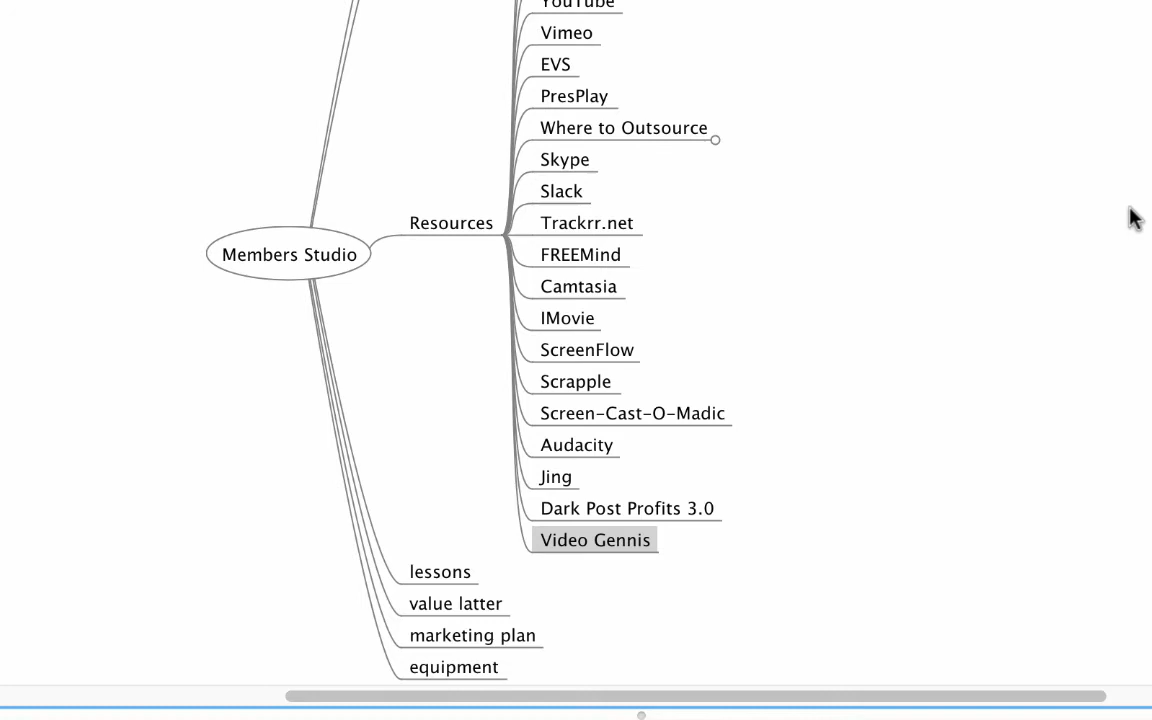 YouTube
Vimeo
EVS
PresPlay
Where to Outsource
Skype
Slack
Resources
Trackrr.net
Members Studio
FREEMind
Camtasia
IMovie
ScreenFlow
Scrapple
Screen-Cast-O-Madic
Audacity
Jing
Dark Post Profits 3.0
Video Gennis
lessons
value latter
marketing plan
equipment